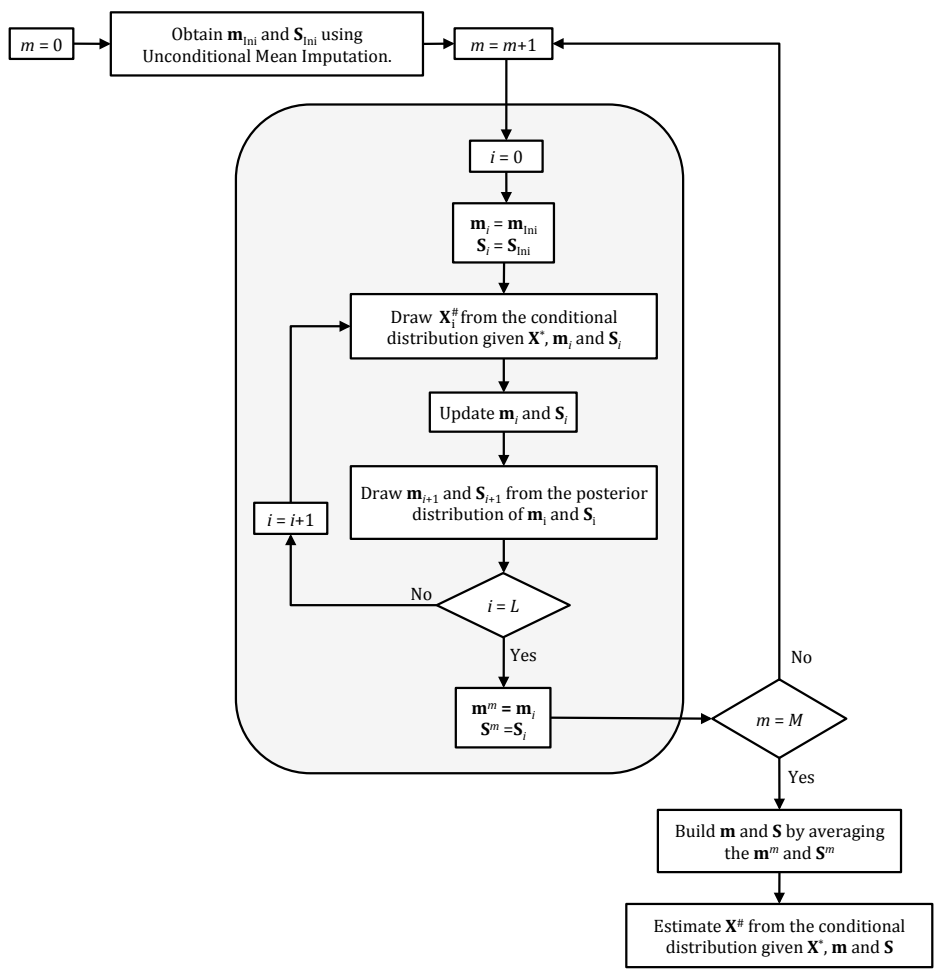 m = 0
Obtain m_Ini and S_Ini using
Unconditional Mean Imputation.
m = m+1
i = 0
m_i = m_Ini
S_i = S_Ini
Draw X_i^# from the conditional
distribution given X^*, m_i and S_i
Update m_i and S_i
Draw m_{i+1} and S_{i+1} from the posterior
distribution of m_i and S_i
i = i+1
No
i = L
Yes
m^m = m_i
S^m =S_i
No
m = M
Yes
Build m and S by averaging
the m^m and S^m
Estimate X^# from the conditional
distribution given X^*, m and S